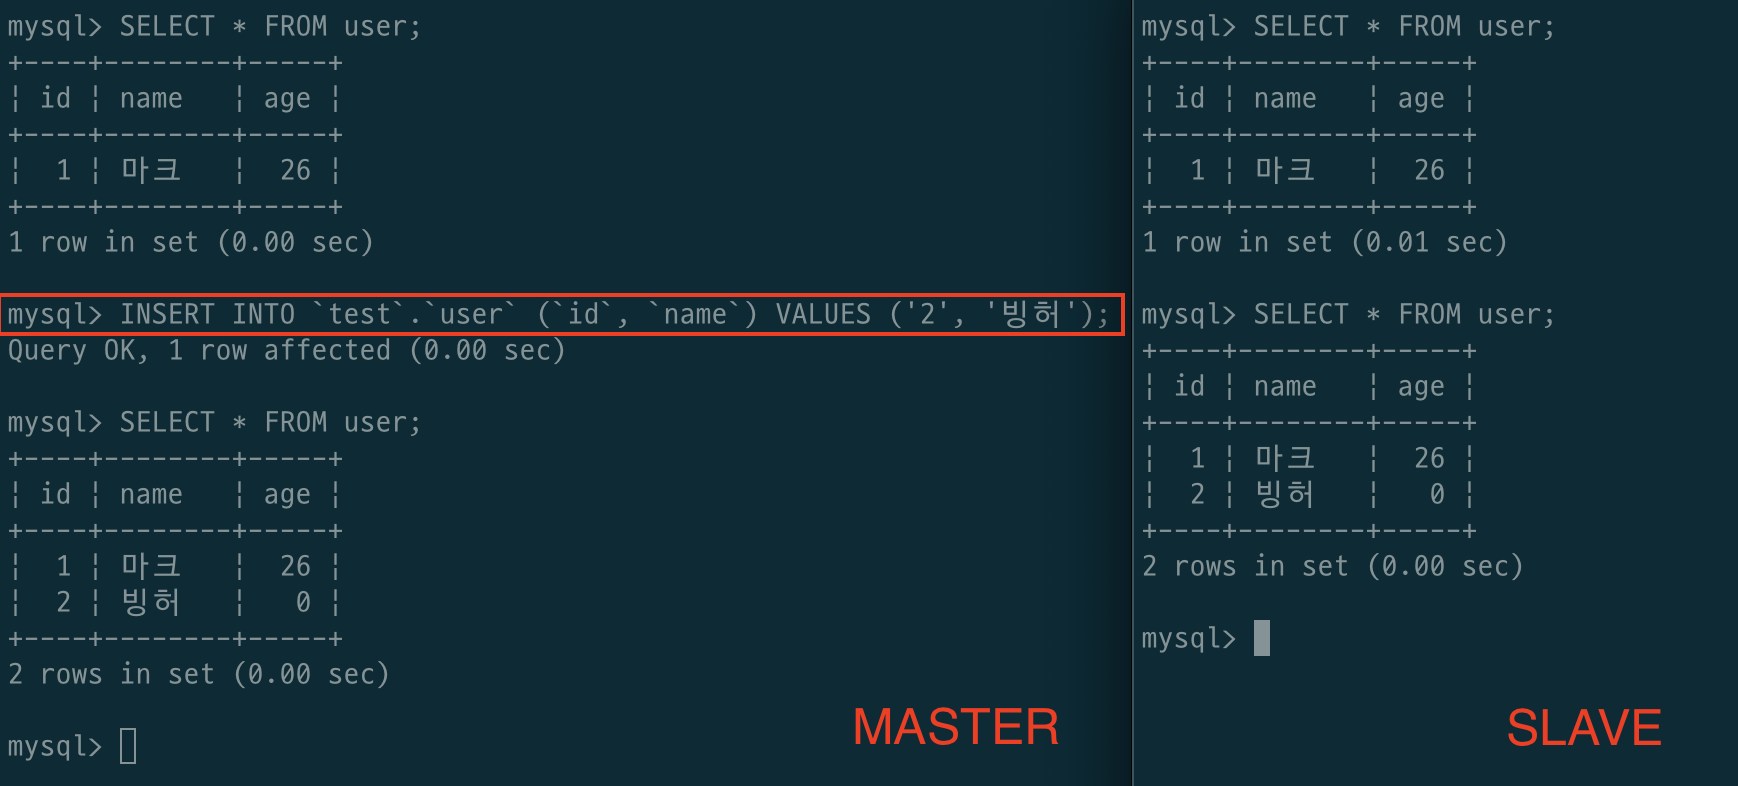 mysql> SELECT * FROM user;
+----+--------+-----+
| id | name   | age |
+----+--------+-----+
|  1 | 마크   |  26 |
+----+--------+-----+
1 row in set (0.00 sec)
mysql> INSERT INTO `test`.`user` (`id`, `name`) VALUES ('2', '빙허');
Query OK, 1 row affected (0.00 sec)
mysql> SELECT * FROM user;
+----+--------+-----+
| id | name   | age |
+----+--------+-----+
|  1 | 마크   |  26 |
|  2 | 빙허   |   0 |
+----+--------+-----+
2 rows in set (0.00 sec)
mysql>
MASTER
mysql> SELECT * FROM user;
+----+--------+-----+
| id | name   | age |
+----+--------+-----+
|  1 | 마크   |  26 |
+----+--------+-----+
1 row in set (0.01 sec)
mysql> SELECT * FROM user;
+----+--------+-----+
| id | name   | age |
+----+--------+-----+
|  1 | 마크   |  26 |
|  2 | 빙허   |   0 |
+----+--------+-----+
2 rows in set (0.00 sec)
mysql>
SLAVE